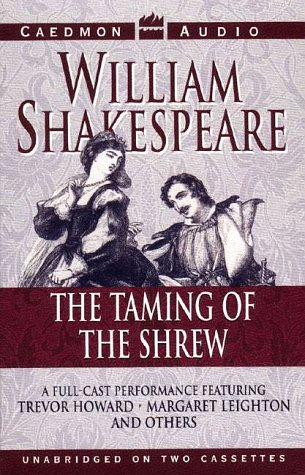 CAEDMON AUDIO
WILLIAM
SHAKESPEARE
THE TAMING OF
THE SHREW
A FULL-CAST PERFORMANCE FEATURING
TREVOR HOWARD · MARGARET LEIGHTON
AND OTHERS
UNABRIDGED ON TWO CASSETTES